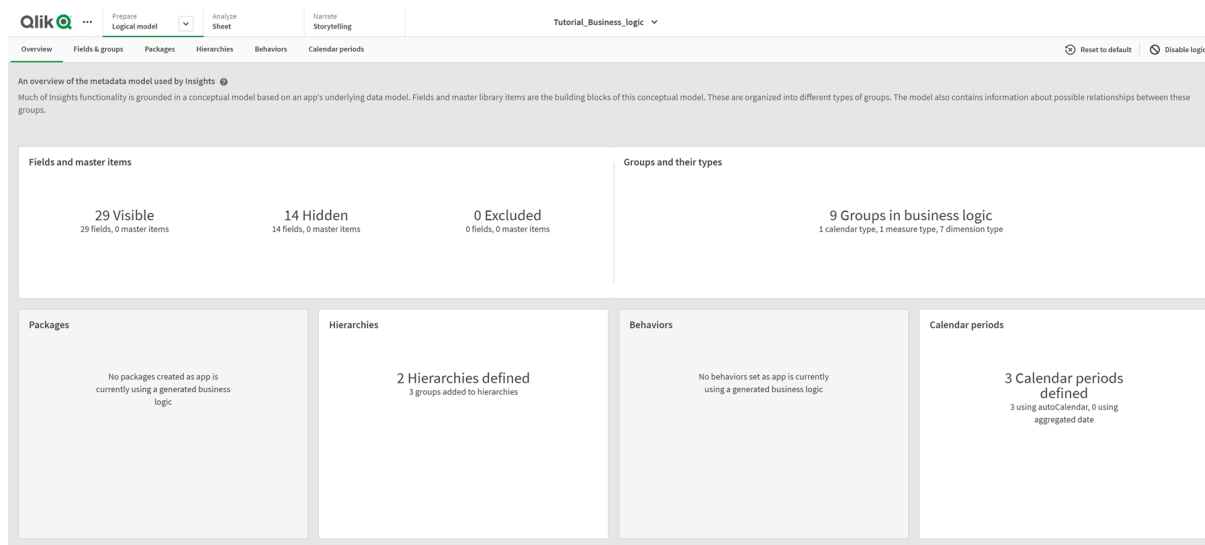 Qlik
Prepare
Logical model
Analyze
Sheet
Narrate
Storytelling
Tutorial_Business_logic
Overview Fields & groups Packages Hierarchies Behaviors Calendar periods
Reset to default Disable logic
An overview of the metadata model used by Insights
Much of Insights functionality is grounded in a conceptual model based on an app's underlying data model. Fields and master library items are the building blocks of this conceptual model. These are organized into different types of groups. The model also contains information about possible relationships between these
groups.
Fields and master items
29 Visible
29 fields, 0 master items
14 Hidden
14 fields, 0 master items
0 Excluded
0 fields, 0 master items
Groups and their types
9 Groups in business logic
1 calendar type, 1 measure type, 7 dimension type
Packages
No packages created as app is
currently using a generated business
logic
Hierarchies
2 Hierarchies defined
3 groups added to hierarchies
Behaviors
No behaviors set as app is currently
using a generated business logic
Calendar periods
3 Calendar periods
defined
3 using autoCalendar, 0 using
aggregated date